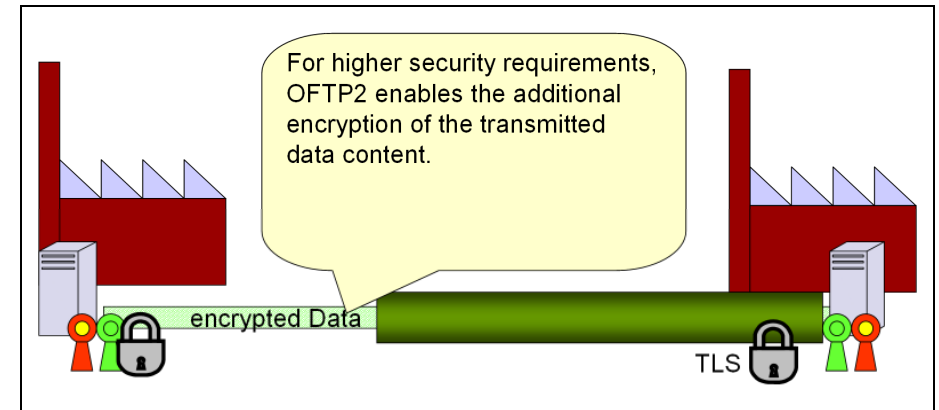 For higher security requirements,
OFTP2 enables the additional
encryption of the transmitted
data content.
encrypted Data
TLS